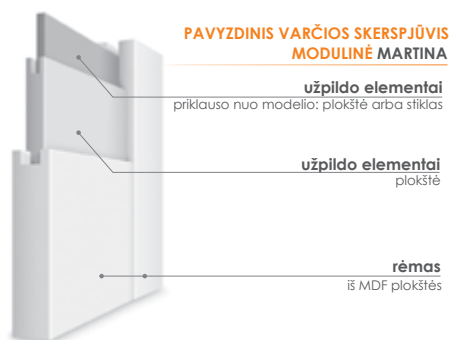 PAVYZDINIS VARČIOS SKERSPJŪVIS
MODULINĖ MARTINA
užpildo elementai
priklauso nuo modelio: plokštė arba stiklas
užpildo elementai
plokštė
rėmas
iš MDF plokštės